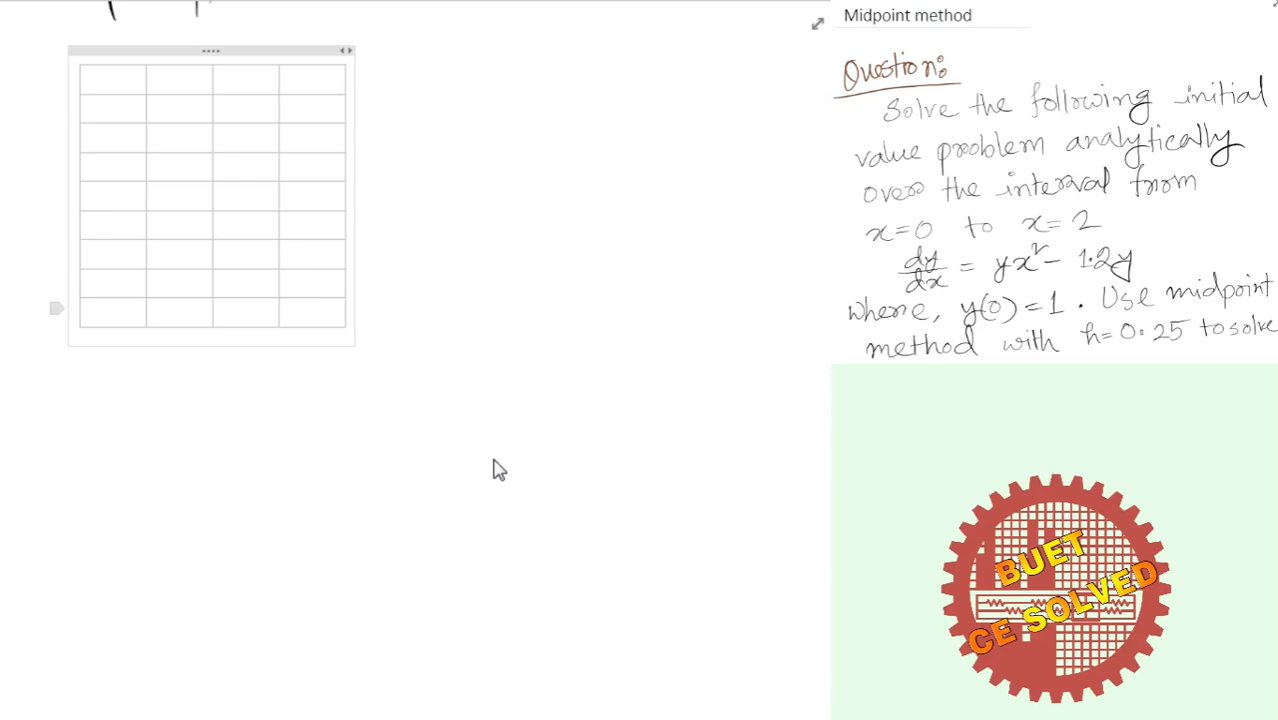 Midpoint method
Question:
Solve the following initial
value problem analytically
over the interval from
x=0 to x=2
dy/dx = yx² - 1.2y
where, y(0)=1. Use midpoint
method with h=0.25 to solve
BUET
CE SOLVED